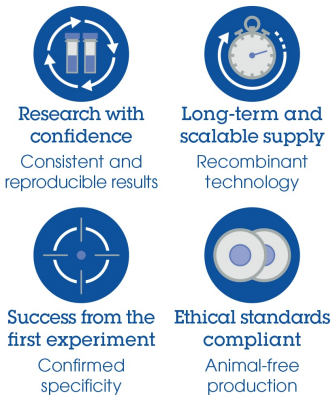 Research with
confidence
Consistent and
reproducible results
Long-term and
scalable supply
Recombinant
technology
Success from the
first experiment
Confirmed
specificity
Ethical standards
compliant
Animal-free
production